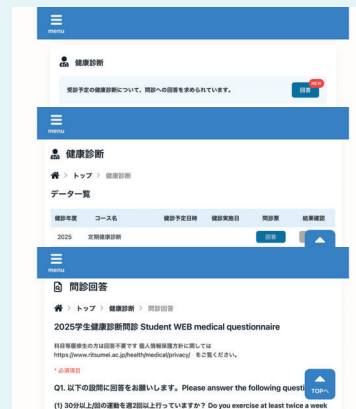 menu
健康診断
受診予定の健康診断について、問診への回答を求められています。
NEW
回答
menu
健康診断
> トップ > 健康診断
データ一覧
健診年度 コース名 健診予定日時 健診実施日 問診票 結果確認
2025 定期健康診断 回答
menu
問診回答
> トップ > 健康診断 > 問診回答
2025学生健康診断問診 Student WEB medical questionnaire
科目等履修生の方は回答不要です 個人情報保護方針に関しては
https://www.ritsumei.ac.jp/health/medical/privacy/ をご覧ください。
* 必須項目
Q1. 以下の設問に回答をお願いします。Please answer the following questi
TOPへ
(1) 30分以上/回の運動を週2回以上行っていますか? Do you exercise at least twice a week